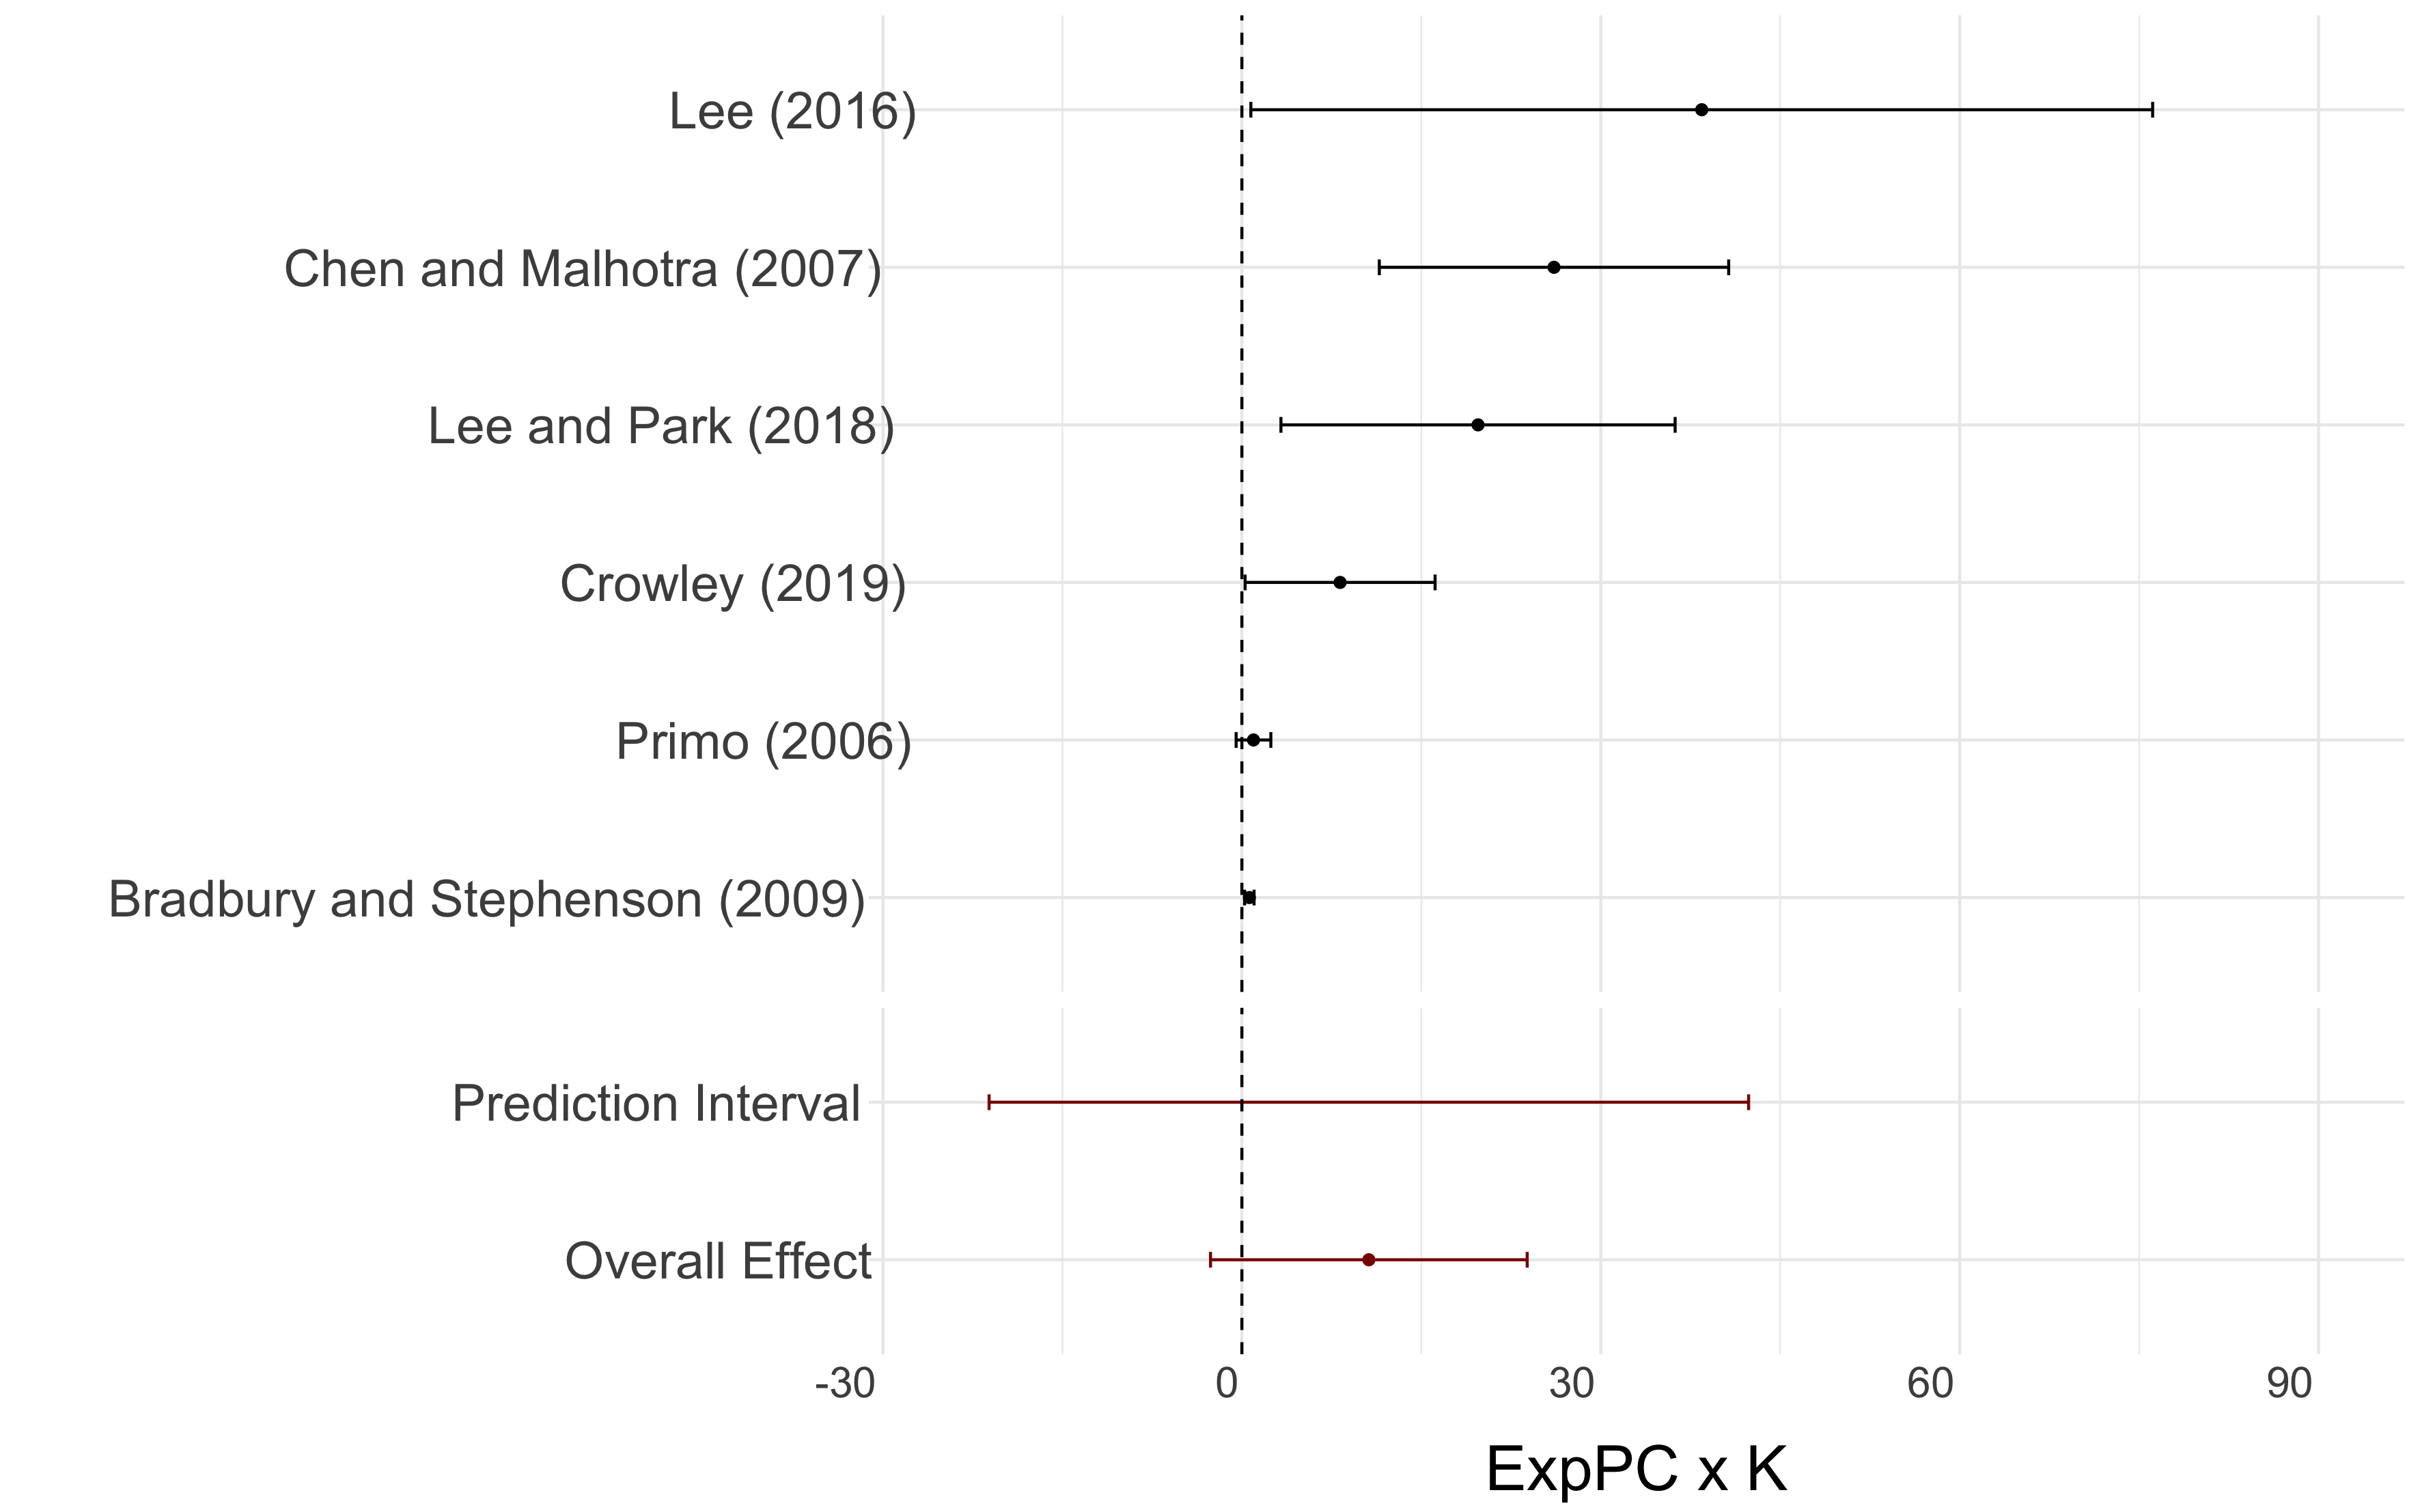 Lee (2016)
Chen and Malhotra (2007)
Lee and Park (2018)
Crowley (2019)
Primo (2006)
Bradbury and Stephenson (2009)
Prediction Interval
Overall Effect
-30 0 30 60 90
ExpPC x K